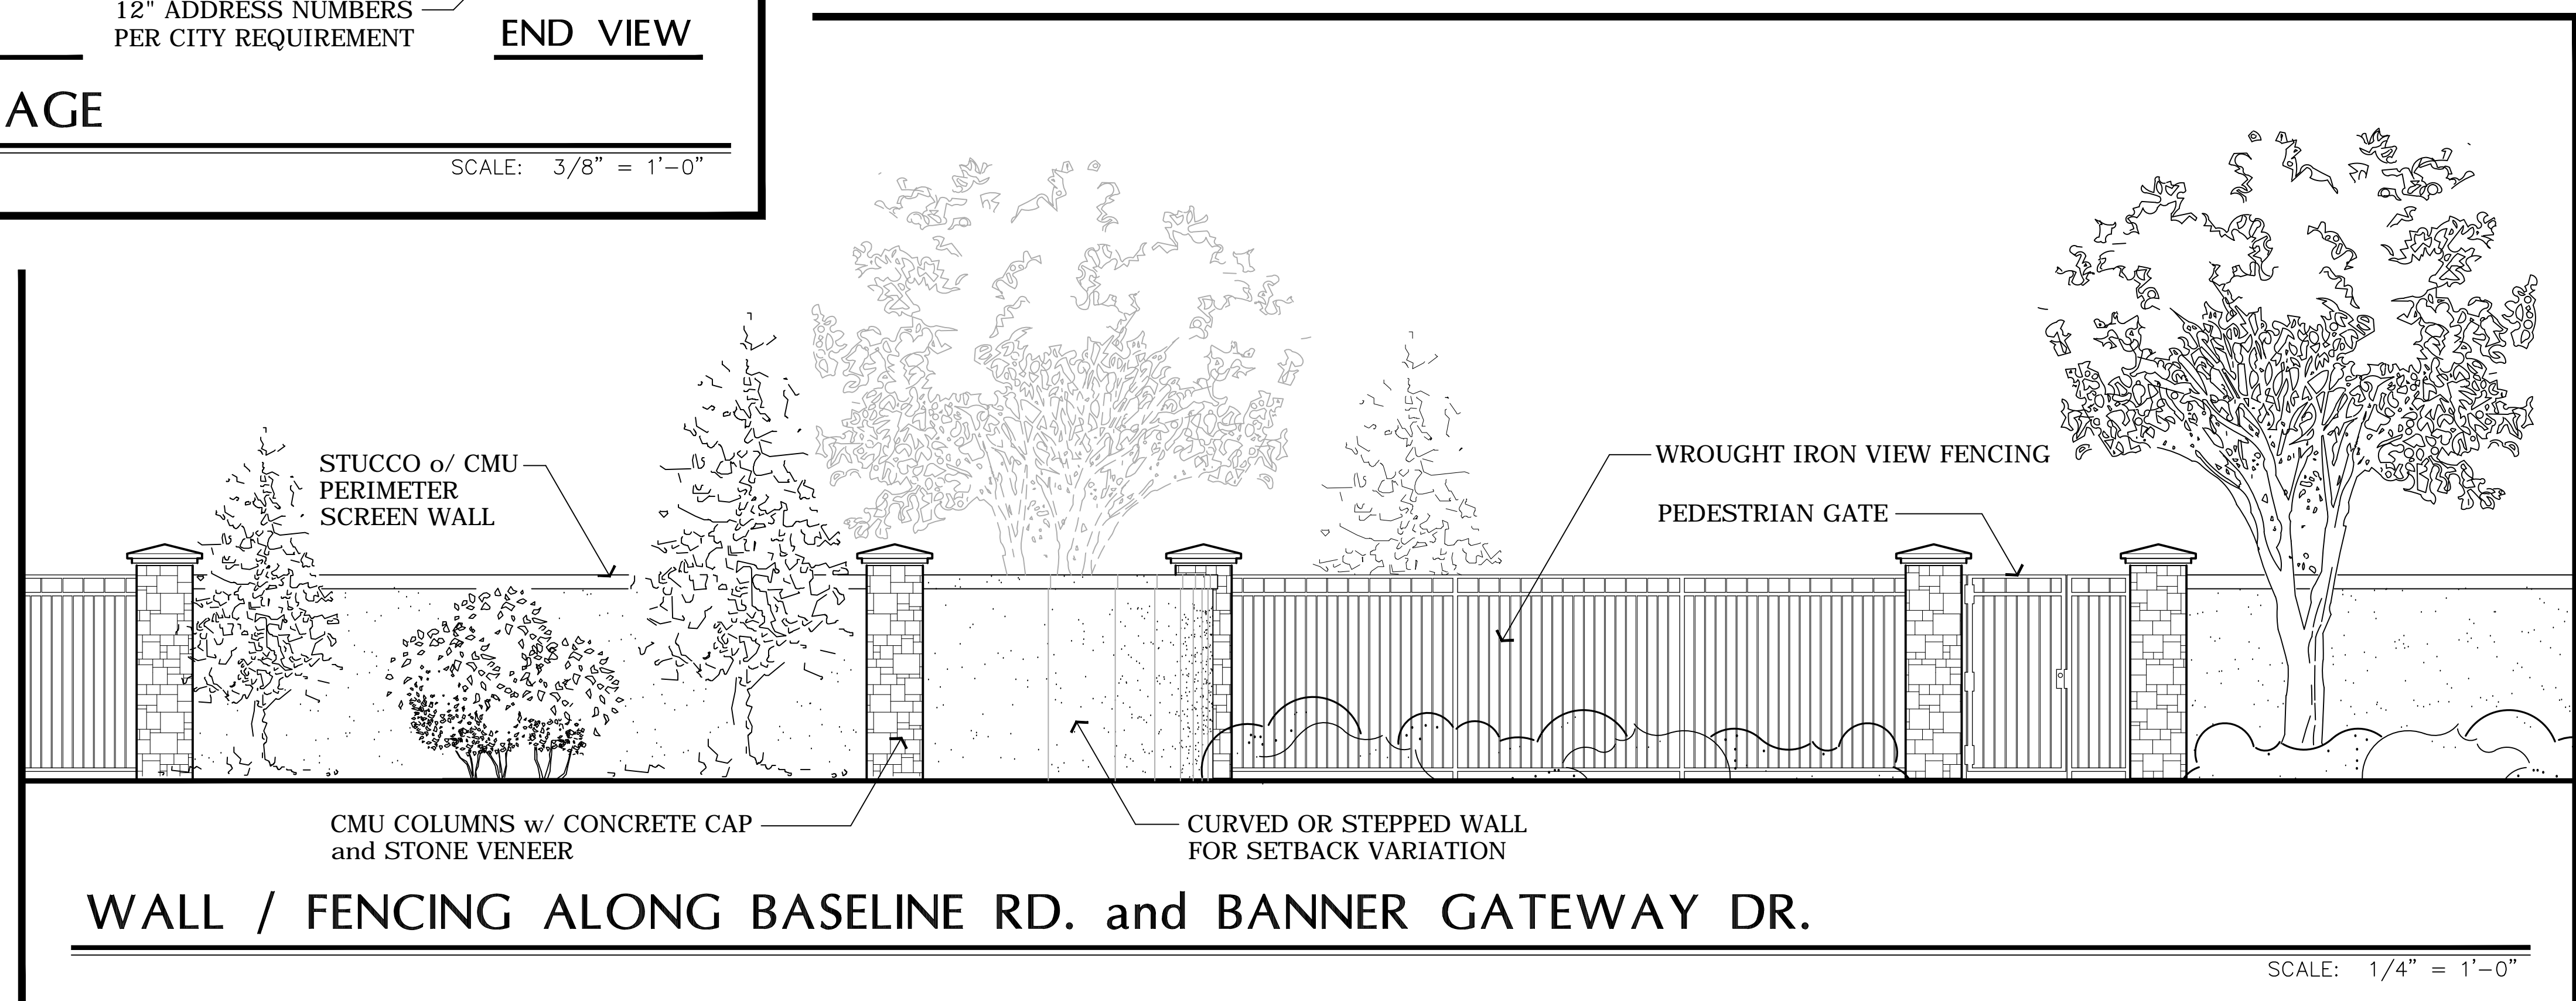 12" ADDRESS NUMBERS
PER CITY REQUIREMENT
END VIEW
AGE
SCALE: 3/8" = 1'-0"
STUCCO o/ CMU
PERIMETER
SCREEN WALL
WROUGHT IRON VIEW FENCING
PEDESTRIAN GATE
CMU COLUMNS w/ CONCRETE CAP
and STONE VENEER
CURVED OR STEPPED WALL
FOR SETBACK VARIATION
WALL / FENCING ALONG BASELINE RD. and BANNER GATEWAY DR.
SCALE: 1/4" = 1'-0"